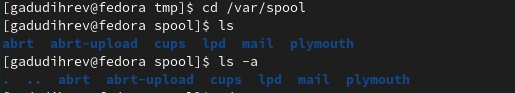 [gadudihrev@fedora tmp]$ cd /var/spool
[gadudihrev@fedora spool]$ ls
abrt abrt-upload cups lpd mail plymouth
[gadudihrev@fedora spool]$ ls -a
. .. abrt abrt-upload cups lpd mail plymouth